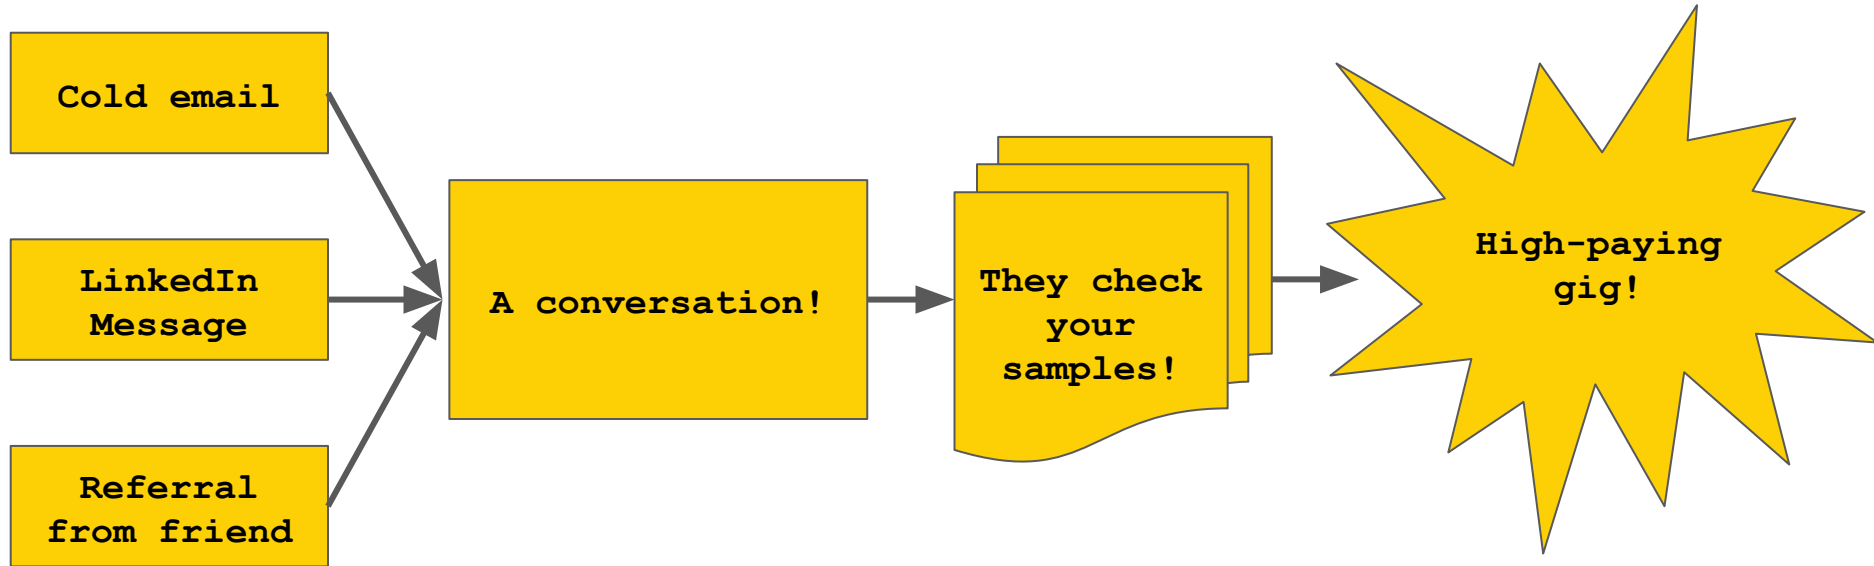 Cold email
LinkedIn
Message
Referral
from friend
A conversation!
They check
your
samples!
High-paying
gig!